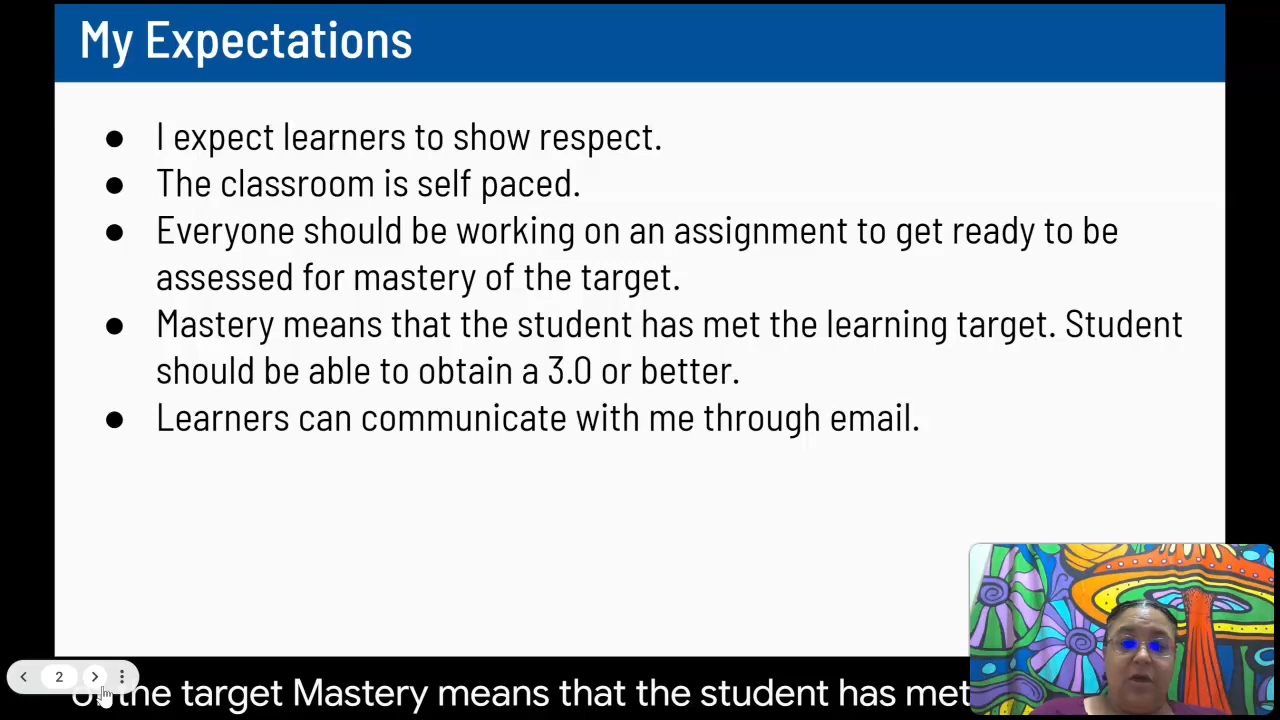 My Expectations
● I expect learners to show respect.
● The classroom is self paced.
● Everyone should be working on an assignment to get ready to be
assessed for mastery of the target.
● Mastery means that the student has met the learning target. Student
should be able to obtain a 3.0 or better.
● Learners can communicate with me through email.
2
the target Mastery means that the student has met